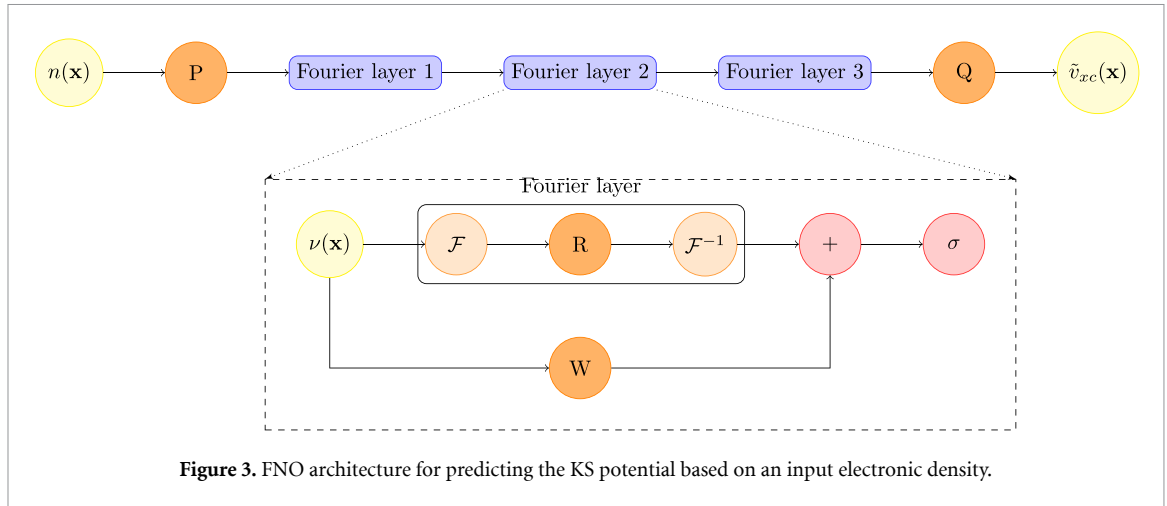 n(x) P Fourier layer 1 Fourier layer 2 Fourier layer 3 Q ṽ_xc(x)
Fourier layer
ν(x) ℱ R ℱ⁻¹ + σ
W
Figure 3. FNO architecture for predicting the KS potential based on an input electronic density.